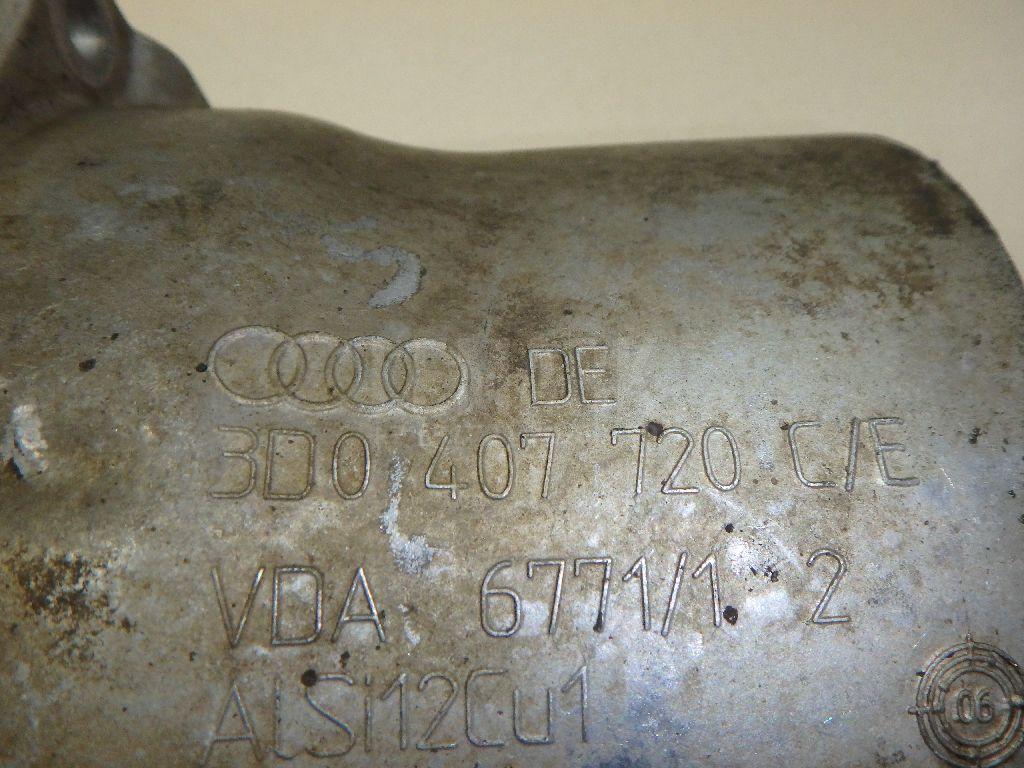 DE
3D0 407 720 C/E
VDA 6771/1 2
AlSi12Cu1
06